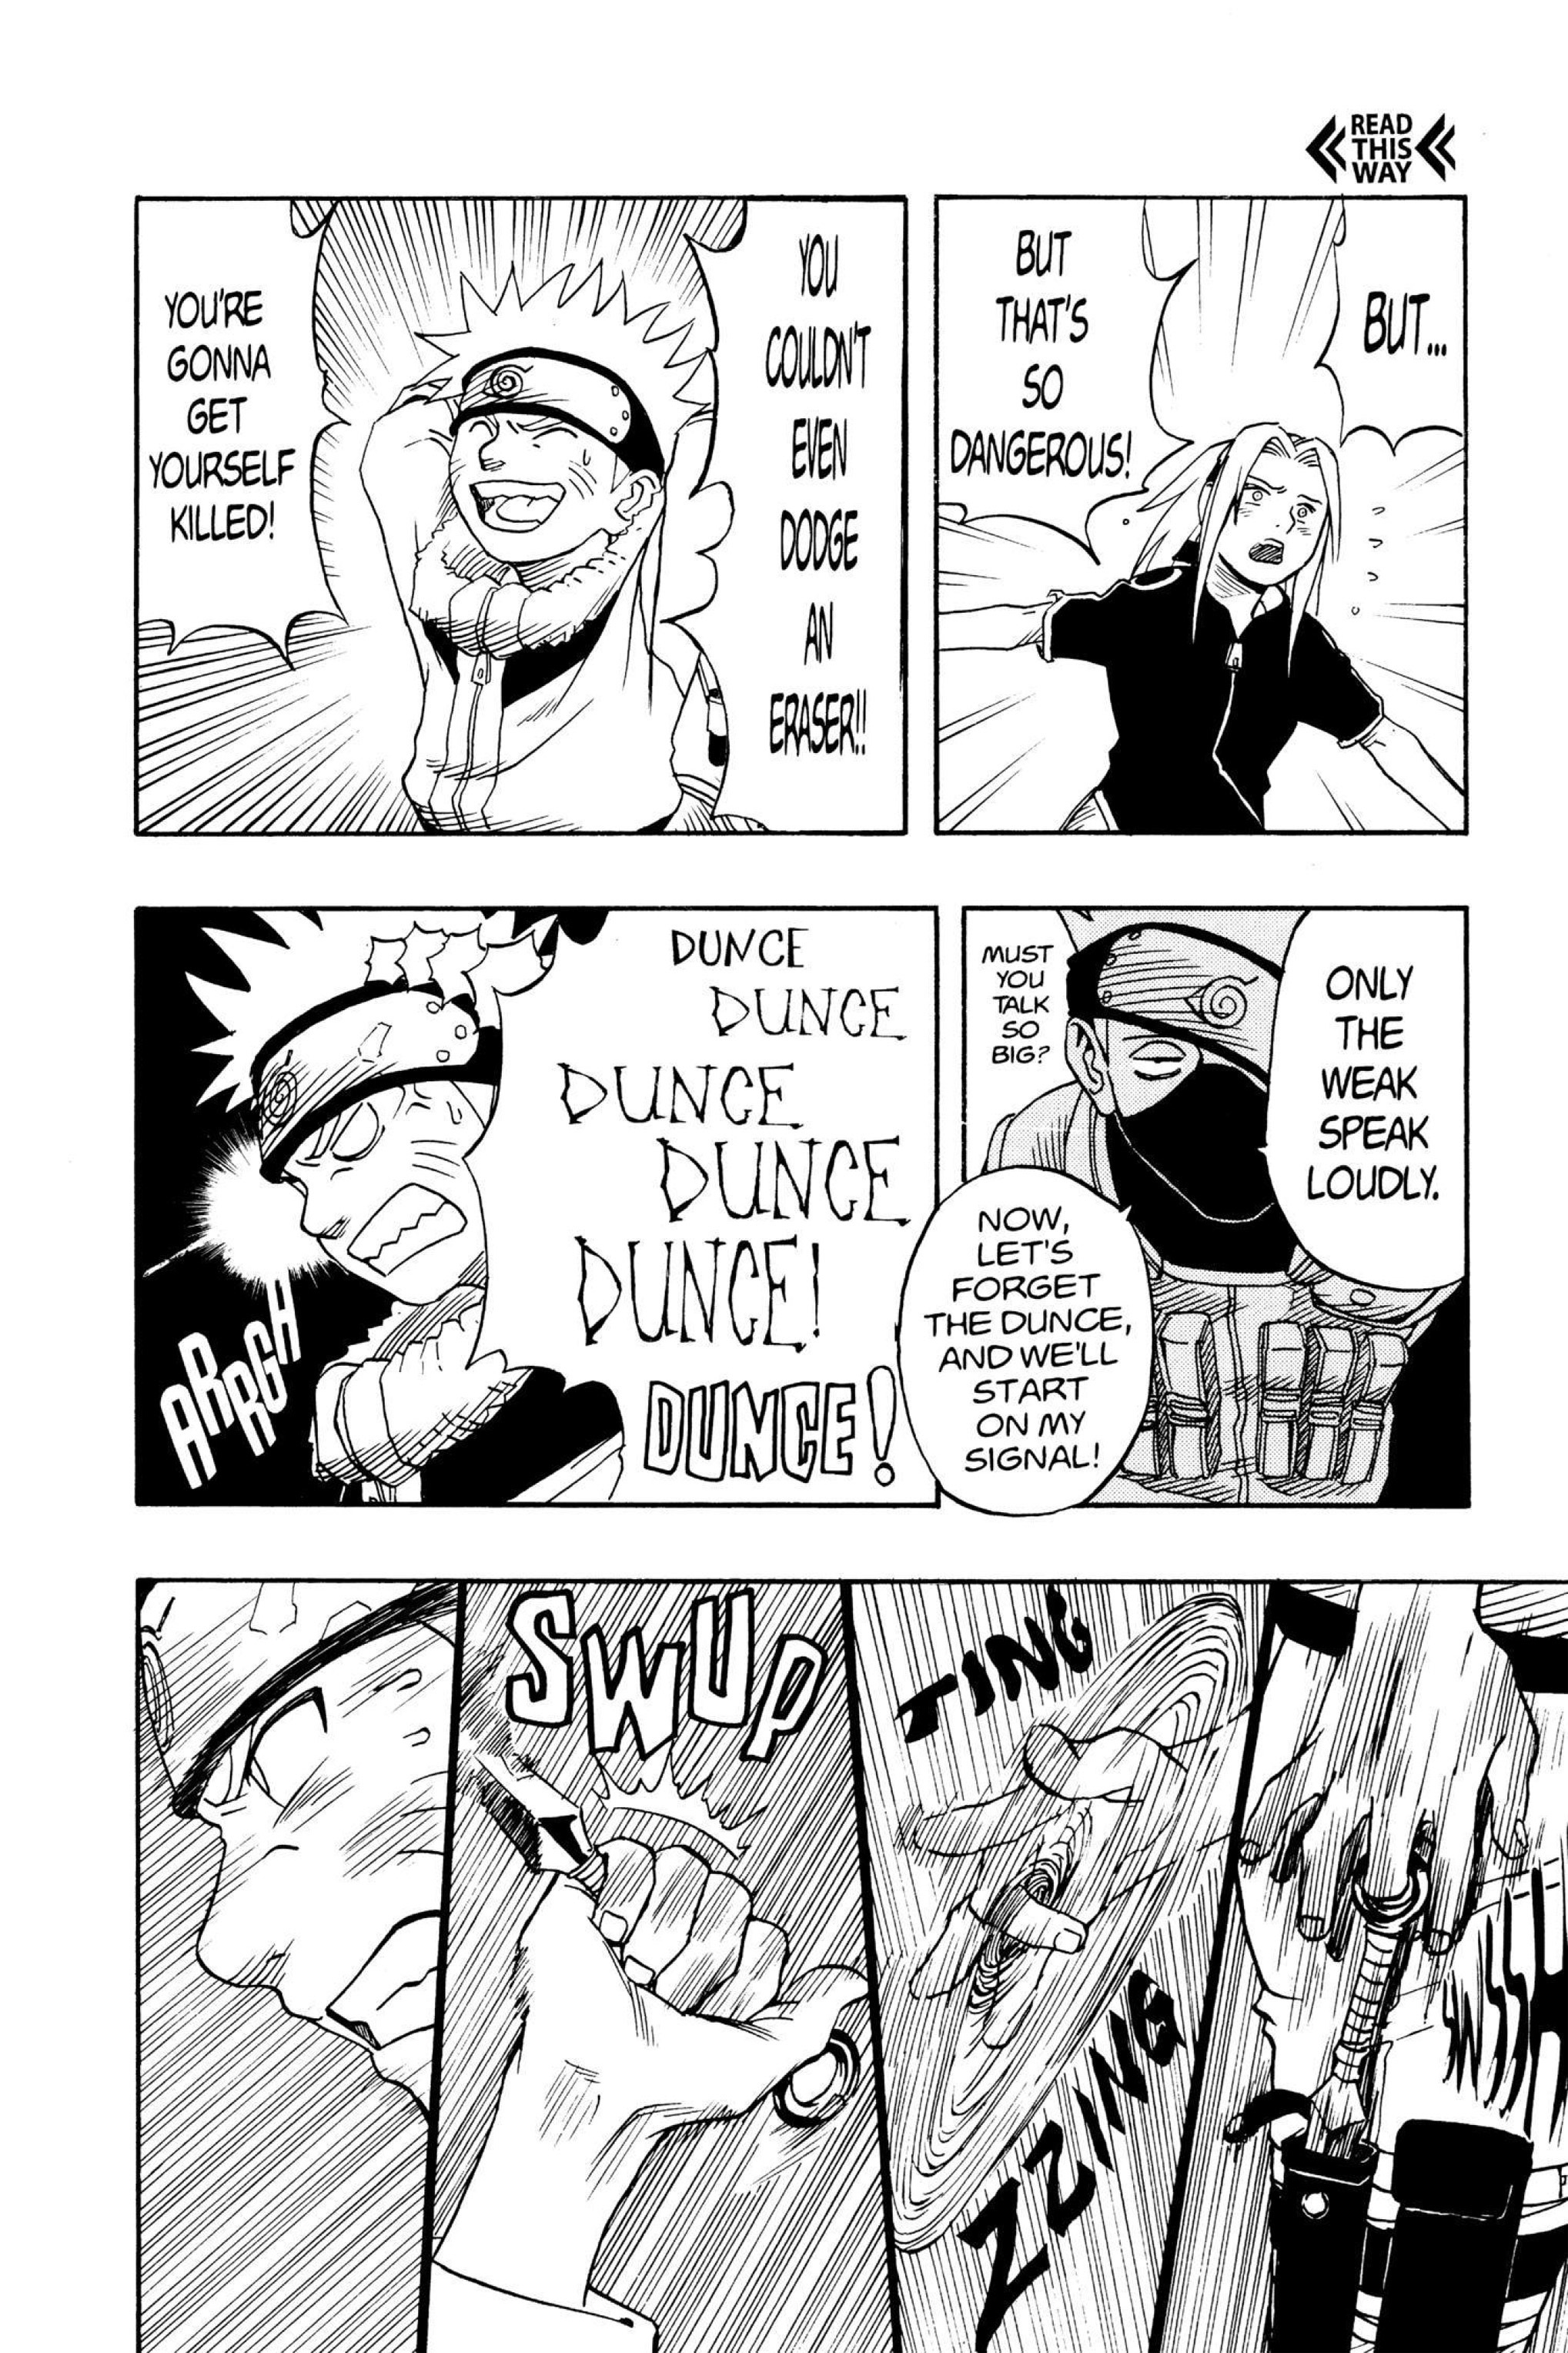 READ
THIS
WAY
BUT...
BUT
THAT'S
SO
DANGEROUS!
YOU
COULDN'T
EVEN
DODGE
AN
ERASER!!
YOU'RE
GONNA
GET
YOURSELF
KILLED!
ONLY
THE
WEAK
SPEAK
LOUDLY.
MUST
YOU
TALK
SO
BIG?
NOW,
LET'S
FORGET
THE DUNCE,
AND WE'LL
START
ON MY
SIGNAL!
DUNCE
DUNCE
DUNCE
DUNCE
DUNCE!
DUNCE!
ARRGH
TING
ZZING
SWUP